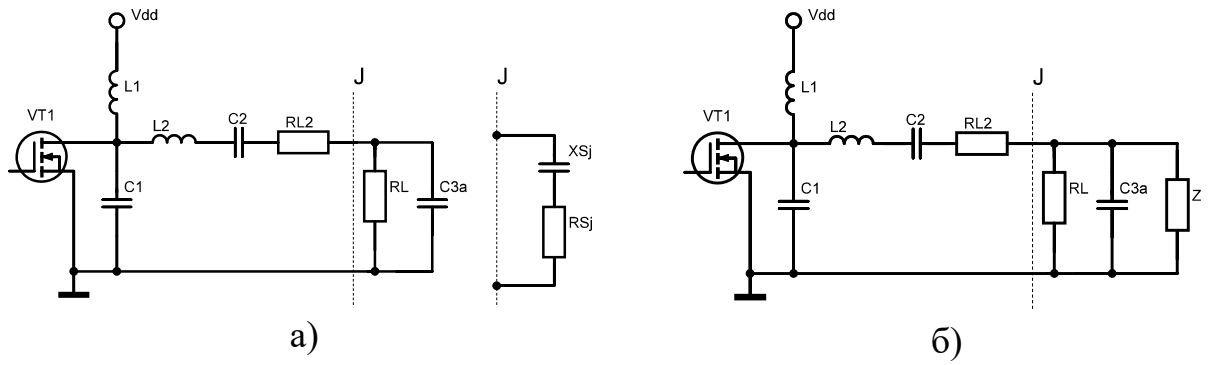 Vdd
L1
VT1
L2
C2
RL2
C1
J
RL
C3a
J
XSj
RSj
а)
Vdd
L1
VT1
L2
C2
RL2
C1
J
RL
C3a
Z
б)